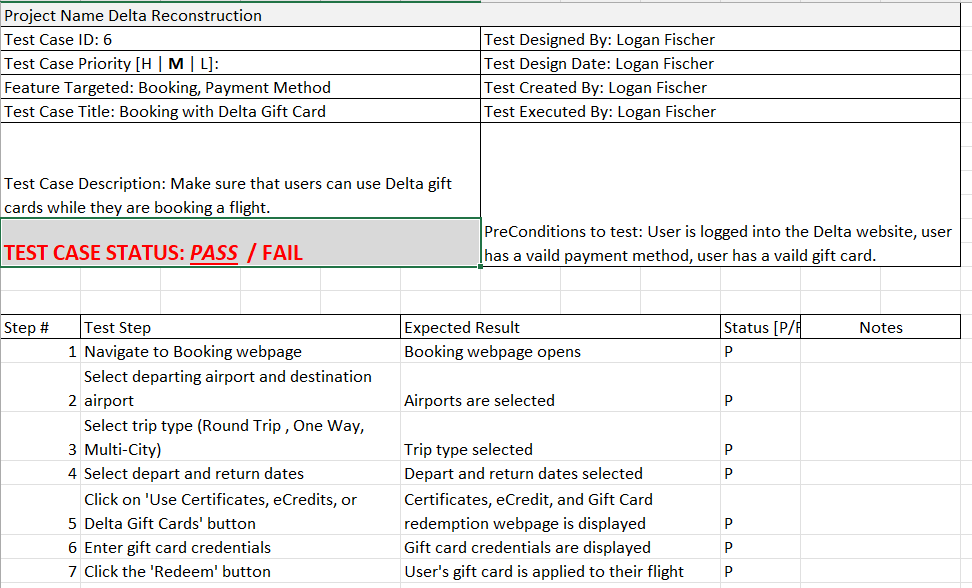 Project Name Delta Reconstruction
Test Case ID: 6
Test Designed By: Logan Fischer
Test Case Priority [H | M | L]:
Test Design Date: Logan Fischer
Feature Targeted: Booking, Payment Method
Test Created By: Logan Fischer
Test Case Title: Booking with Delta Gift Card
Test Executed By: Logan Fischer
Test Case Description: Make sure that users can use Delta gift
cards while they are booking a flight.
PreConditions to test: User is logged into the Delta website, user
has a vaild payment method, user has a vaild gift card.
TEST CASE STATUS: PASS / FAIL
Step #
Test Step
Expected Result
Status [P/F
Notes
1
Navigate to Booking webpage
Booking webpage opens
P
Select departing airport and destination
2
airport
Airports are selected
P
Select trip type (Round Trip , One Way,
3
Multi-City)
Trip type selected
P
4
Select depart and return dates
Depart and return dates selected
P
Click on 'Use Certificates, eCredits, or
5
Delta Gift Cards' button
Certificates, eCredit, and Gift Card
redemption webpage is displayed
P
6
Enter gift card credentials
Gift card credentials are displayed
P
7
Click the 'Redeem' button
User's gift card is applied to their flight
P